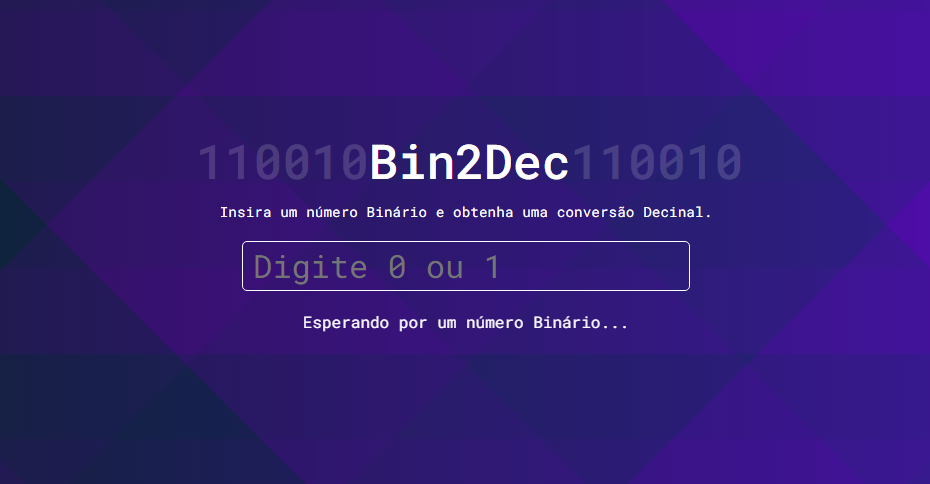 110010Bin2Dec110010
Insira um número Binário e obtenha uma conversão Decinal.
Digite 0 ou 1
Esperando por um número Binário...